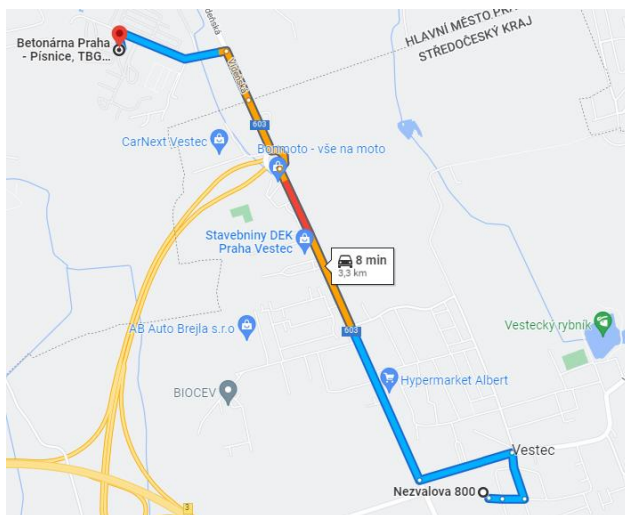 Betonárna Praha
- Písnice, TBG...
HLAVNÍ MĚSTO PRA
STŘEDOČESKÝ KRAJ
603
CarNext Vestec
Bohmoto - vše na moto
Stavebniny DEK
Praha Vestec
8 min
3,3 km
603
AB Auto Brejla s.r.o
Vestecký rybník
Hypermarket Albert
BIOCEV
Vestec
Nezvalova 800
3